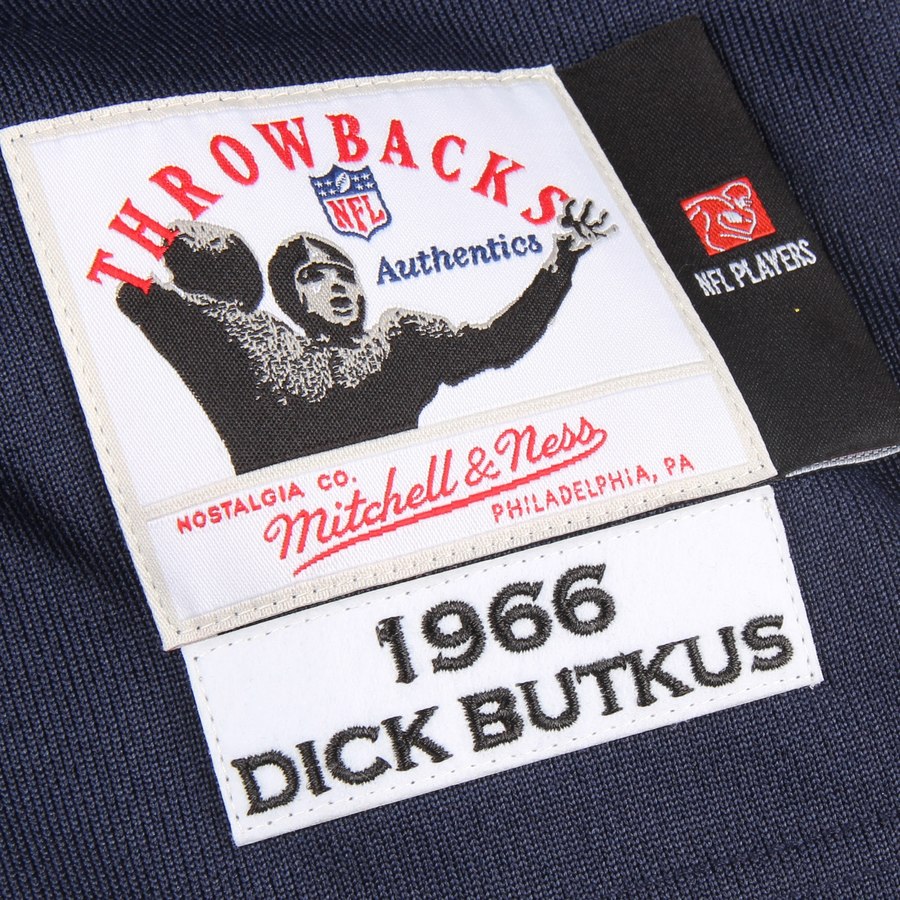 THROWBACKS
NFL
Authentics
NFL PLAYERS
NOSTALGIA CO.
Mitchell & Ness
PHILADELPHIA, PA
1966
DICK BUTKUS